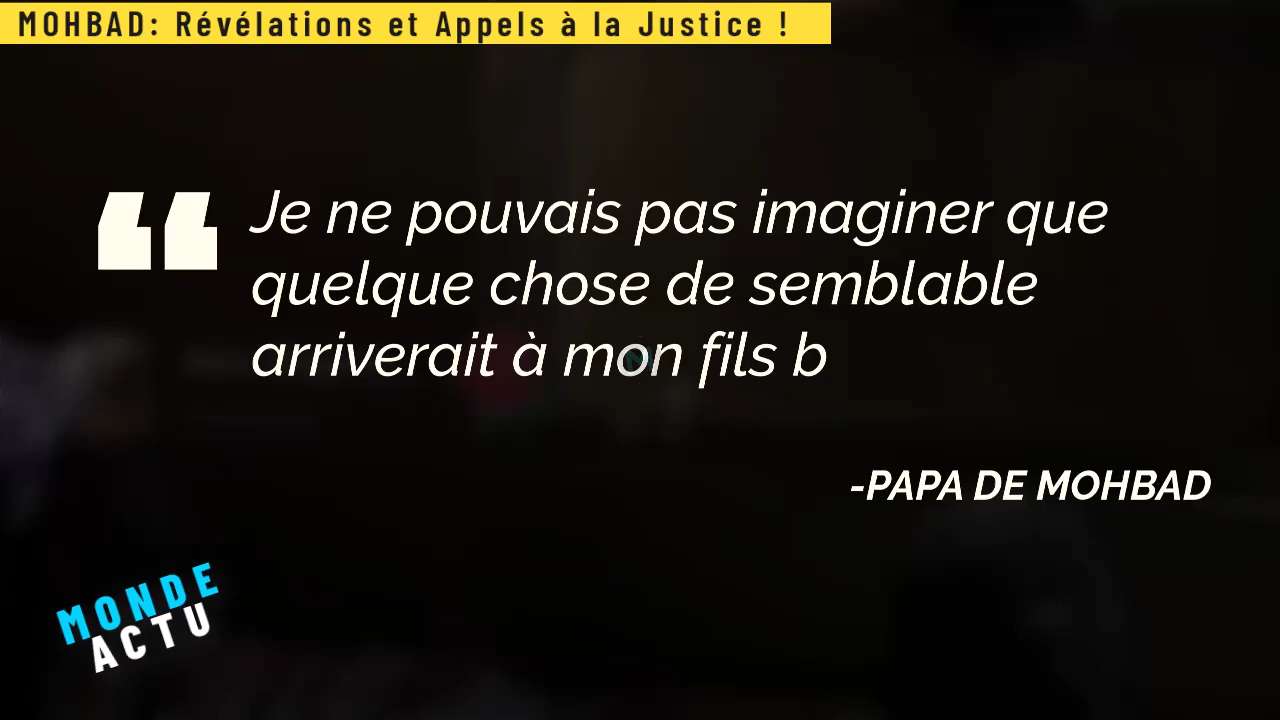 MOHBAD: Révélations et Appels à la Justice !
“Je ne pouvais pas imaginer que
quelque chose de semblable
arriverait à mon fils b
-PAPA DE MOHBAD
MONDE
ACTU